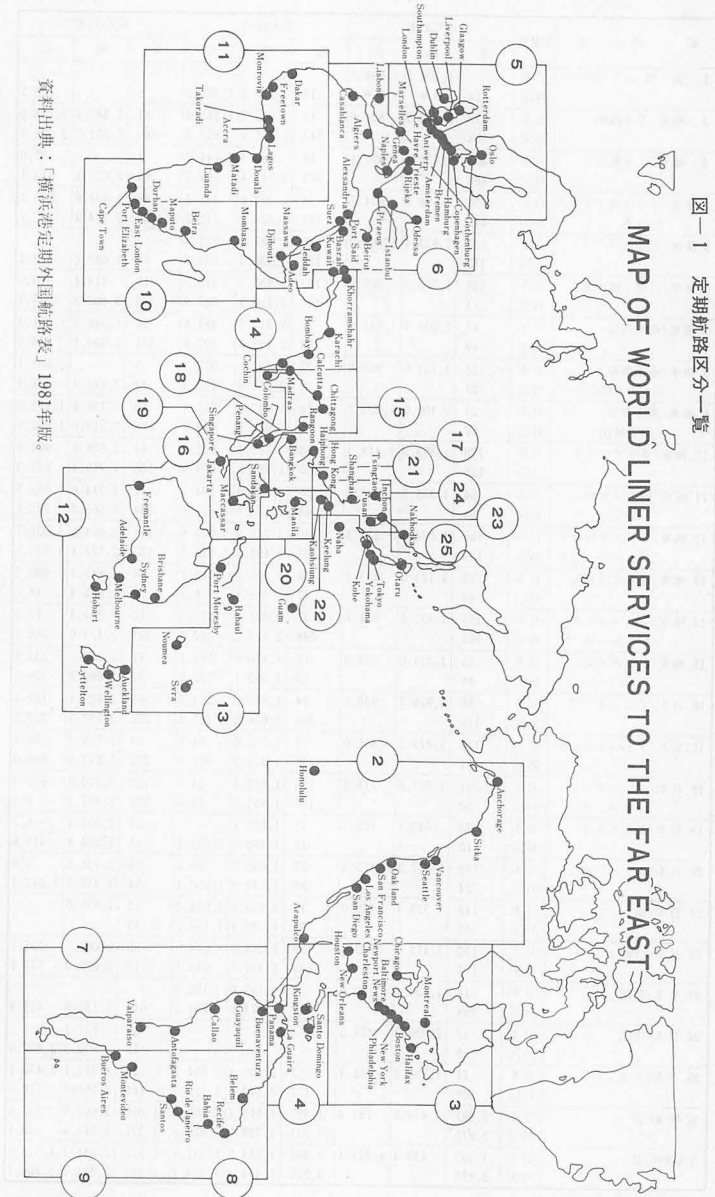 図—1 定期航路区分一覧
MAP OF WORLD LINER SERVICES TO THE FAR EAST
5
Glasgow
Liverpool
Dublin
Southampton
London
Rotterdam
Oslo
Le Havre
Antwerp
Amsterdam
Bremen
Hamburg
Copenhagen
Gothenburg
Lisbon
Marselles
Genea
Naples
Trieste
Rijeka
Piraeus
Istanbul
Odessa
Casablanca
Algiers
Alexsandria
Port Said
Beirut
Suez
6
11
Dakar
Freetown
Monrovia
Takoradi
Accra
Lagos
Douala
Matadi
Luanda
Basrah
Kuwait
Khorramshahr
Jeddah
Massawa
Djibouti
Adeo
Mombasa
Beira
Maputo
Durban
East London
Port Elizabeth
Cape Town
10
14
Karachi
Bombay
Cochin
Colombo
Madras
Calcutta
Chittagong
Rangoon
15
18
19
16
Penang
Singapore
Jakarta
Bangkok
Haiphong
Hong Kong
Shanghai
Tsingtao
Inchon
Fusan
Nakhodka
17
21
24
23
25
Otaru
Tokyo
Yokohama
Kobe
Naha
Keelung
Kaohsiung
Manila
Sandakan
Maccassar
20
22
Guam
12
Fremantle
Adelaide
Melbourne
Sydney
Brisbane
Hobart
Port Moresby
Rabaul
Noumea
Svra
Auckland
Wellington
Lyttelton
13
2
Honolulu
Anchorage
Sitka
Vancouver
Seattle
Oak land
San Francisco
Los Angeles
San Diego
Acapulco
3
Montreal
Halifax
Boston
New York
Philadelphia
Baltimore
Newport News
Charleston
Chicago
Houston
New Orleans
4
Kingston
Santo Domingo
La Guaira
Panama
7
Buenaventura
Guayaquil
Callao
Antofagasta
Valparaiso
8
Belem
Recife
Bahia
Rio de Janeiro
Santos
Montevideo
Buenos Aires
9
資料出典：「横浜港定期外国航路表」1981年版。